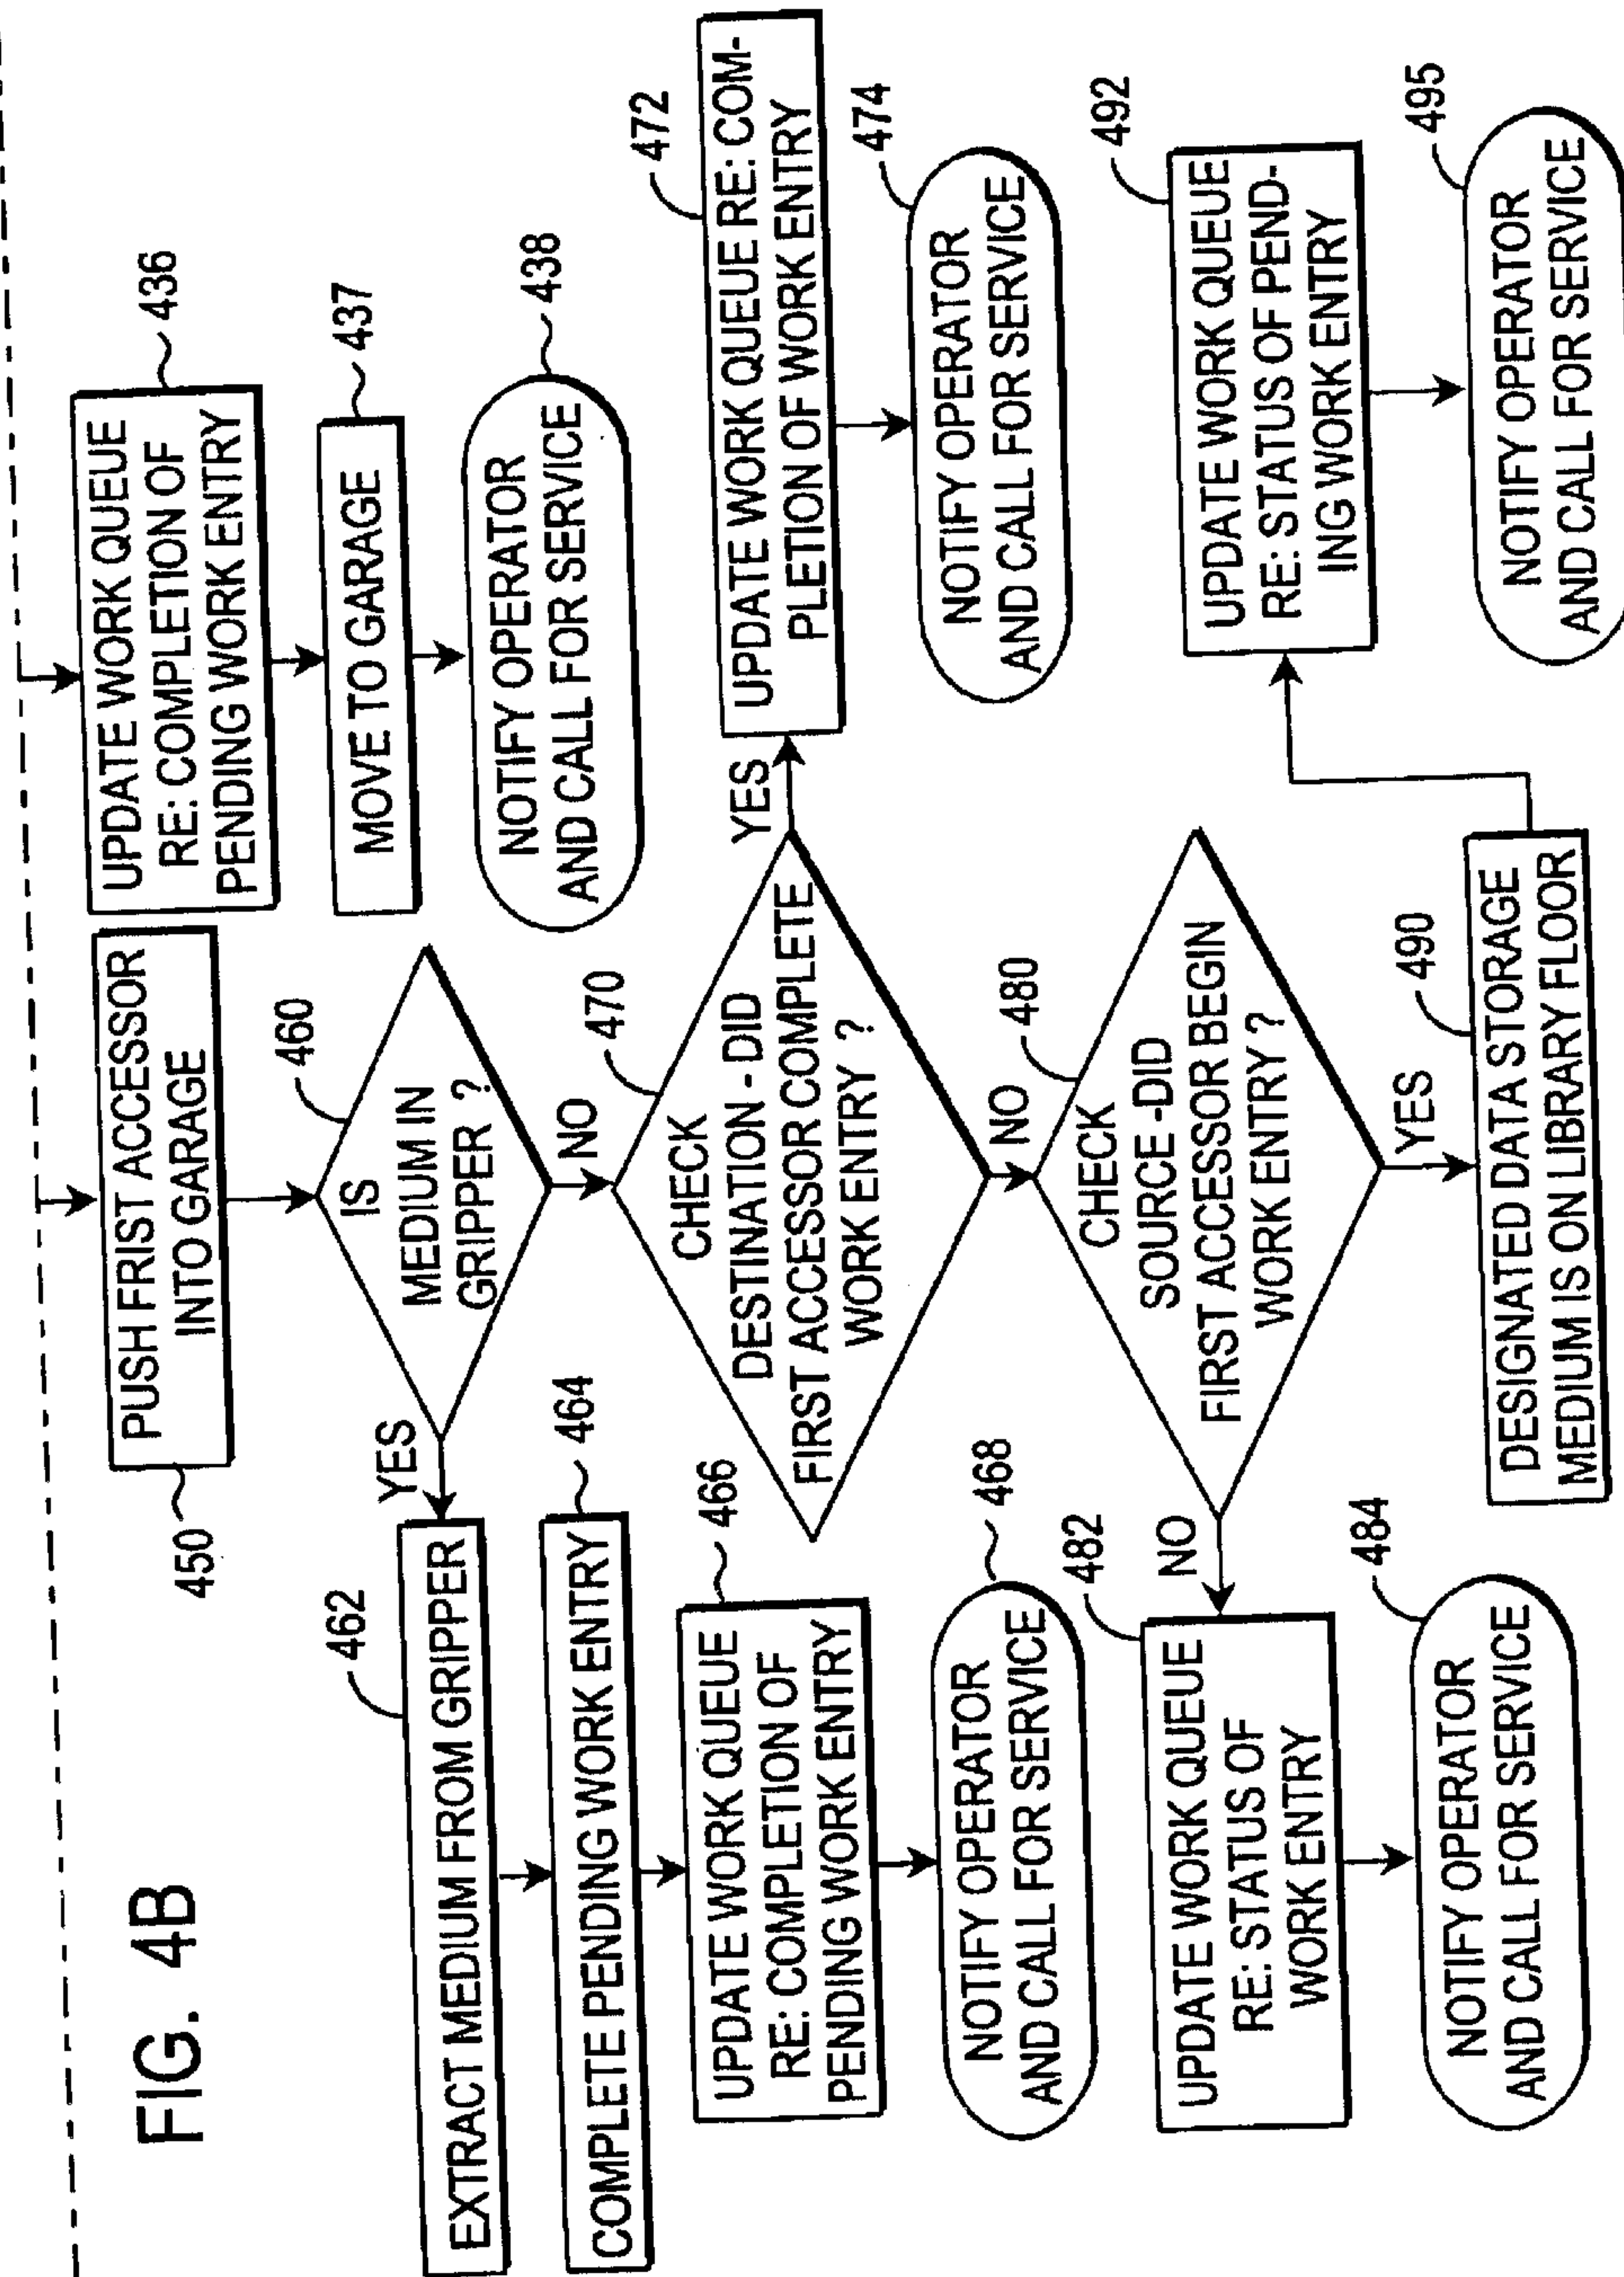 FIG. 4B
UPDATE WORK QUEUE
RE: COMPLETION OF
PENDING WORK ENTRY
436
MOVE TO GARAGE
437
NOTIFY OPERATOR
AND CALL FOR SERVICE
438
PUSH FRIST ACCESSOR
INTO GARAGE
450
IS
MEDIUM IN
GRIPPER ?
460
YES
NO
EXTRACT MEDIUM FROM GRIPPER
462
COMPLETE PENDING WORK ENTRY
464
UPDATE WORK QUEUE
RE: COMPLETION OF
PENDING WORK ENTRY
466
NOTIFY OPERATOR
AND CALL FOR SERVICE
468
CHECK
DESTINATION - DID
FIRST ACCESSOR COMPLETE
WORK ENTRY ?
470
YES
NO
UPDATE WORK QUEUE RE: COM-
PLETION OF WORK ENTRY
472
NOTIFY OPERATOR
AND CALL FOR SERVICE
474
CHECK
SOURCE -DID
FIRST ACCESSOR BEGIN
WORK ENTRY ?
480
NO
YES
UPDATE WORK QUEUE
RE: STATUS OF
WORK ENTRY
482
NOTIFY OPERATOR
AND CALL FOR SERVICE
484
DESIGNATED DATA STORAGE
MEDIUM IS ON LIBRARY FLOOR
490
UPDATE WORK QUEUE
RE: STATUS OF PEND-
ING WORK ENTRY
492
NOTIFY OPERATOR
AND CALL FOR SERVICE
495